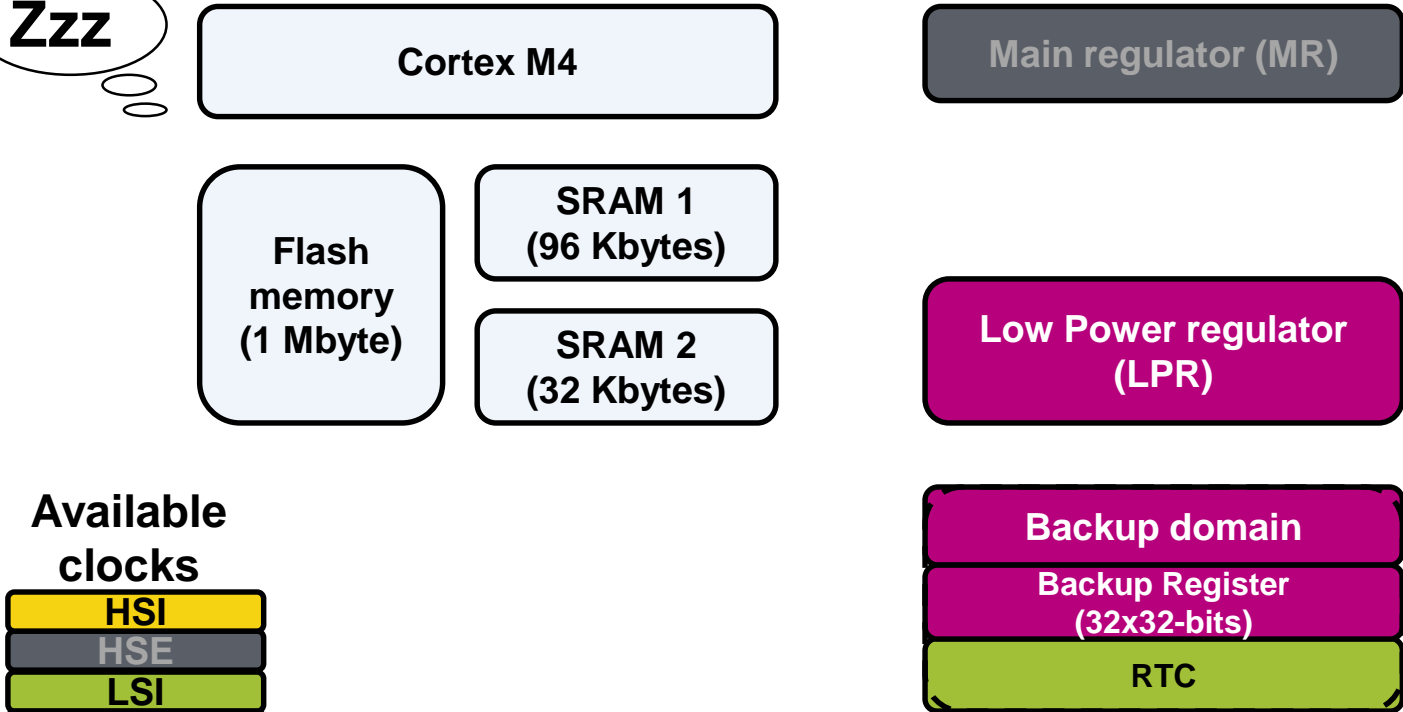 Zzz
Cortex M4
Main regulator (MR)
Flash
memory
(1 Mbyte)
SRAM 1
(96 Kbytes)
SRAM 2
(32 Kbytes)
Low Power regulator
(LPR)
Available
clocks
HSI
HSE
LSI
Backup domain
Backup Register
(32x32-bits)
RTC